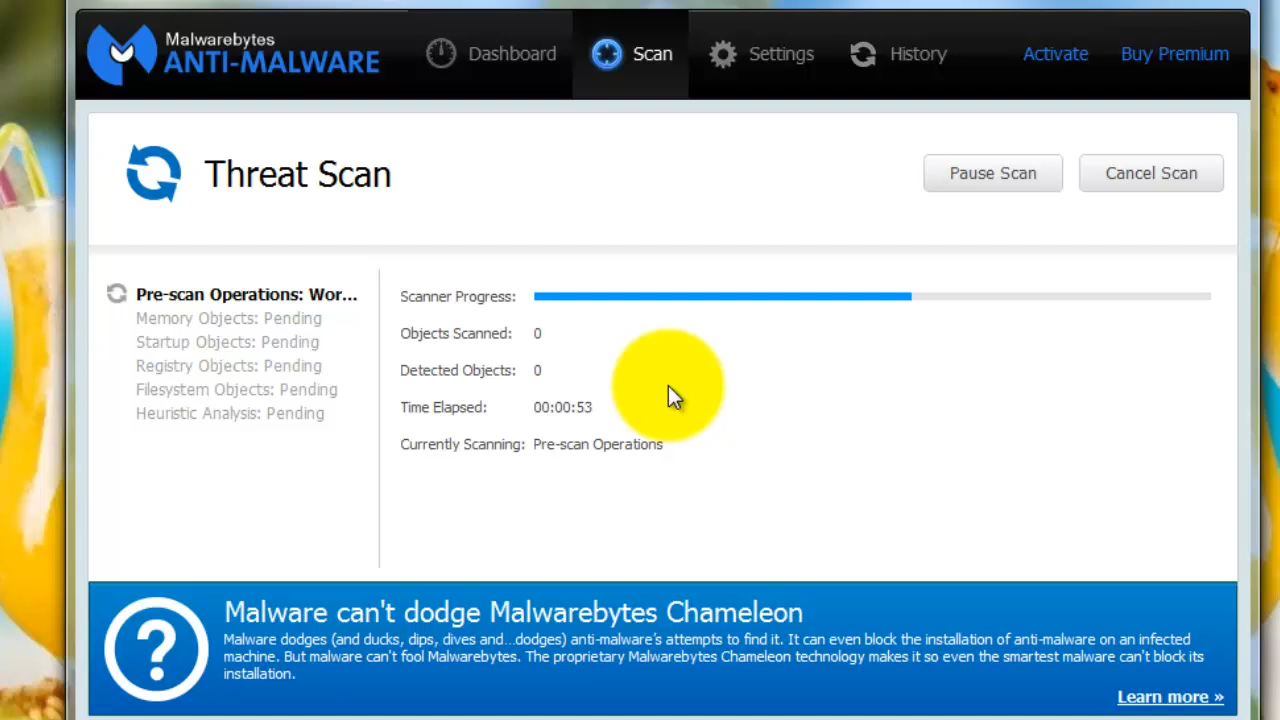 Malwarebytes
ANTI-MALWARE
Dashboard
Scan
Settings
History
Activate
Buy Premium
Threat Scan
Pause Scan
Cancel Scan
Pre-scan Operations: Wor...
Memory Objects: Pending
Startup Objects: Pending
Registry Objects: Pending
Filesystem Objects: Pending
Heuristic Analysis: Pending
Scanner Progress:
Objects Scanned: 0
Detected Objects: 0
Time Elapsed: 00:00:53
Currently Scanning: Pre-scan Operations
?
Malware can't dodge Malwarebytes Chameleon
Malware dodges (and ducks, dips, dives and...dodges) anti-malware's attempts to find it. It can even block the installation of anti-malware on an infected
machine. But malware can't fool Malwarebytes. The proprietary Malwarebytes Chameleon technology makes it so even the smartest malware can't block its
installation.
Learn more »